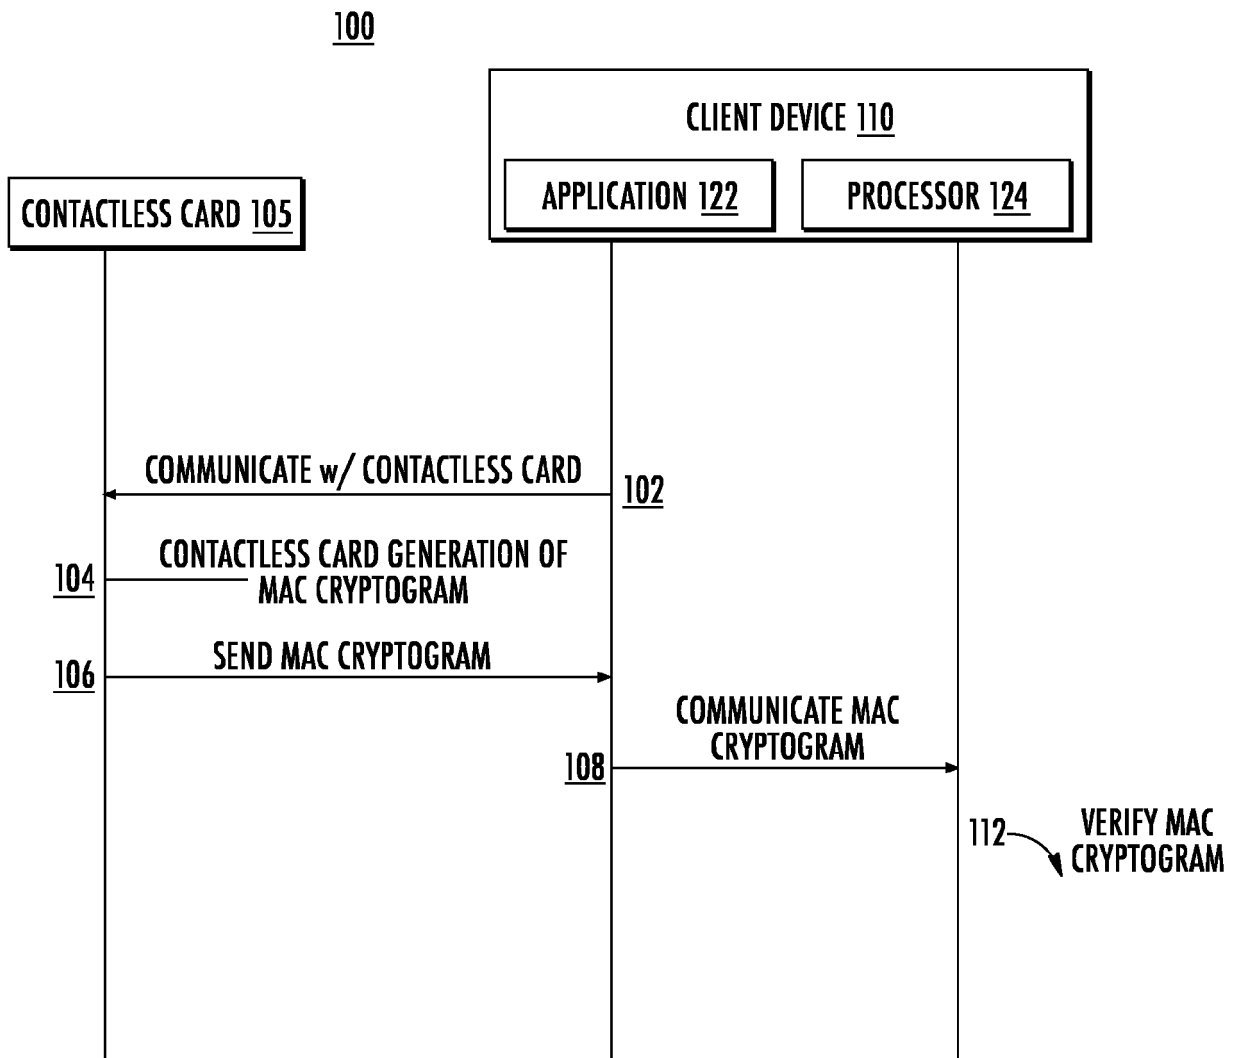 100
CLIENT DEVICE 110
APPLICATION 122
PROCESSOR 124
CONTACTLESS CARD 105
COMMUNICATE w/ CONTACTLESS CARD
102
CONTACTLESS CARD GENERATION OF
MAC CRYPTOGRAM
104
SEND MAC CRYPTOGRAM
106
COMMUNICATE MAC
CRYPTOGRAM
108
112
VERIFY MAC
CRYPTOGRAM